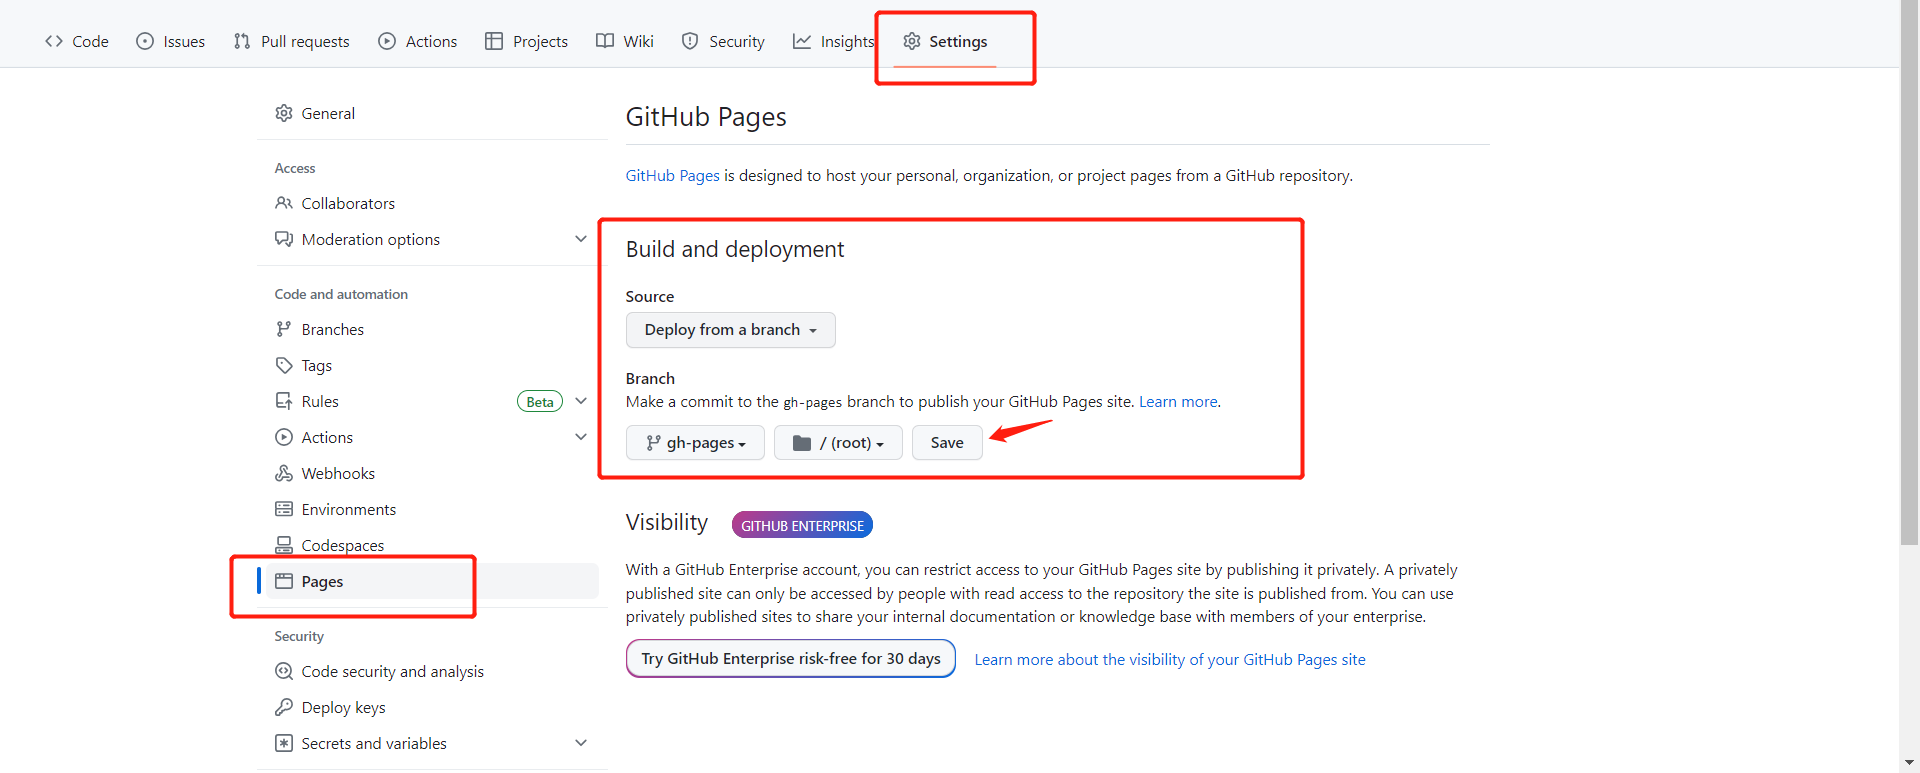 Code Issues Pull requests Actions Projects Wiki Security Insights Settings
General
Access
Collaborators
Moderation options
Code and automation
Branches
Tags
Rules Beta
Actions
Webhooks
Environments
Codespaces
Pages
Security
Code security and analysis
Deploy keys
Secrets and variables
GitHub Pages
GitHub Pages is designed to host your personal, organization, or project pages from a GitHub repository.
Build and deployment
Source
Deploy from a branch
Branch
Make a commit to the gh-pages branch to publish your GitHub Pages site. Learn more.
gh-pages / (root) Save
Visibility GITHUB ENTERPRISE
With a GitHub Enterprise account, you can restrict access to your GitHub Pages site by publishing it privately. A privately
published site can only be accessed by people with read access to the repository the site is published from. You can use
privately published sites to share your internal documentation or knowledge base with members of your enterprise.
Try GitHub Enterprise risk-free for 30 days Learn more about the visibility of your GitHub Pages site